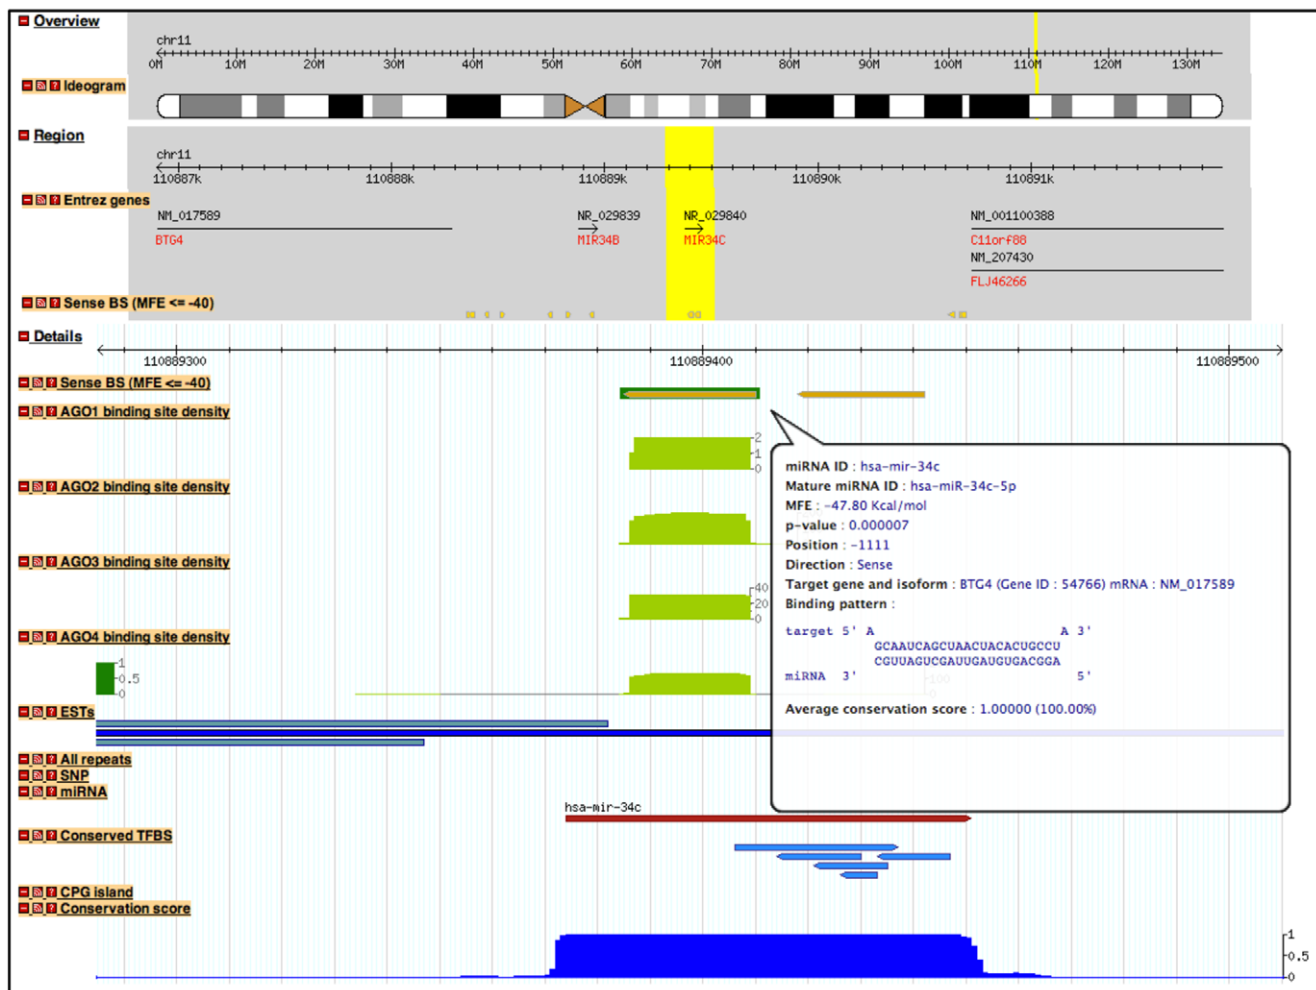 Overview
chr11
0M 10M 20M 30M 40M 50M 60M 70M 80M 90M 100M 110M 120M 130M
Ideogram
Region
chr11
110887k 110888k 110889k 110890k 110891k
Entrez genes
NM_017589 NR_029839 NR_029840 NM_001100388
BTG4 MIR34B MIR34C C11orf88
NM_207430
FLJ46266
Sense BS (MFE <= -40)
Details
110889300 110889400 110889500
Sense BS (MFE <= -40)
AGO1 binding site density
2
1
0
AGO2 binding site density
AGO3 binding site density
40
20
0
AGO4 binding site density
1
0.5
0
100
0
ESTs
All repeats
SNP
miRNA
hsa-mir-34c
Conserved TFBS
CPG island
Conservation score
1
0.5
0
miRNA ID : hsa-mir-34c
Mature miRNA ID : hsa-miR-34c-5p
MFE : -47.80 Kcal/mol
p-value : 0.000007
Position : -1111
Direction : Sense
Target gene and isoform : BTG4 (Gene ID : 54766) mRNA : NM_017589
Binding pattern :
target 5' A A 3'
GCAAUCAGCUAACUACACUGCCU
CGUUAGUCGAUUGAUGUGACGGA
miRNA 3' 5'
Average conservation score : 1.00000 (100.00%)